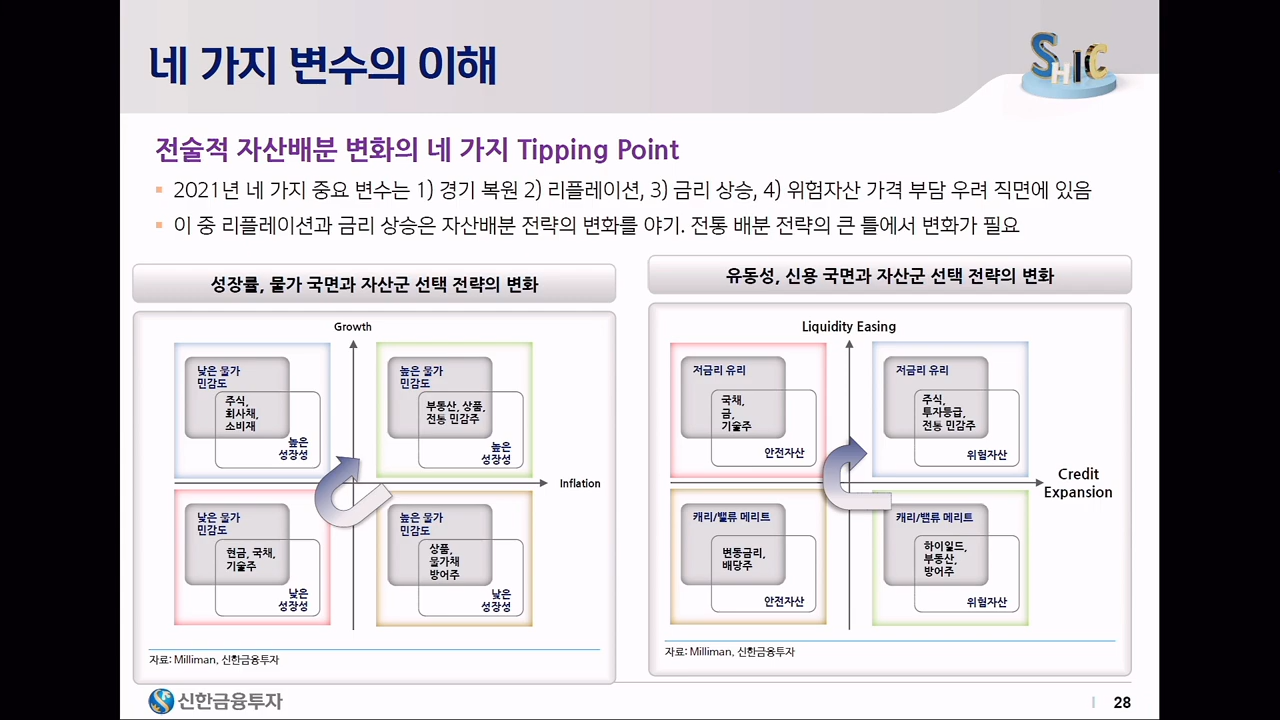 네 가지 변수의 이해
SHIC
전술적 자산배분 변화의 네 가지 Tipping Point
2021년 네 가지 중요 변수는 1) 경기 복원 2) 리플레이션, 3) 금리 상승, 4) 위험자산 가격 부담 우려 직면에 있음
이 중 리플레이션과 금리 상승은 자산배분 전략의 변화를 야기. 전통 배분 전략의 큰 틀에서 변화가 필요
성장률, 물가 국면과 자산군 선택 전략의 변화
Growth
낮은 물가
민감도
주식,
회사채,
소비재
높은
성장성
높은 물가
민감도
부동산, 상품,
전통 민감주
높은
성장성
Inflation
낮은 물가
민감도
현금, 국채,
기술주
낮은
성장성
높은 물가
민감도
상품,
물가채
방어주
낮은
성장성
자료: Milliman, 신한금융투자
유동성, 신용 국면과 자산군 선택 전략의 변화
Liquidity Easing
저금리 유리
국채,
금,
기술주
안전자산
저금리 유리
주식,
투자등급,
전통 민감주
위험자산
Credit
Expansion
캐리/밸류 메리트
변동금리,
배당주
안전자산
캐리/밸류 메리트
하이일드,
부동산,
방어주
위험자산
자료: Milliman, 신한금융투자
신한금융투자
28